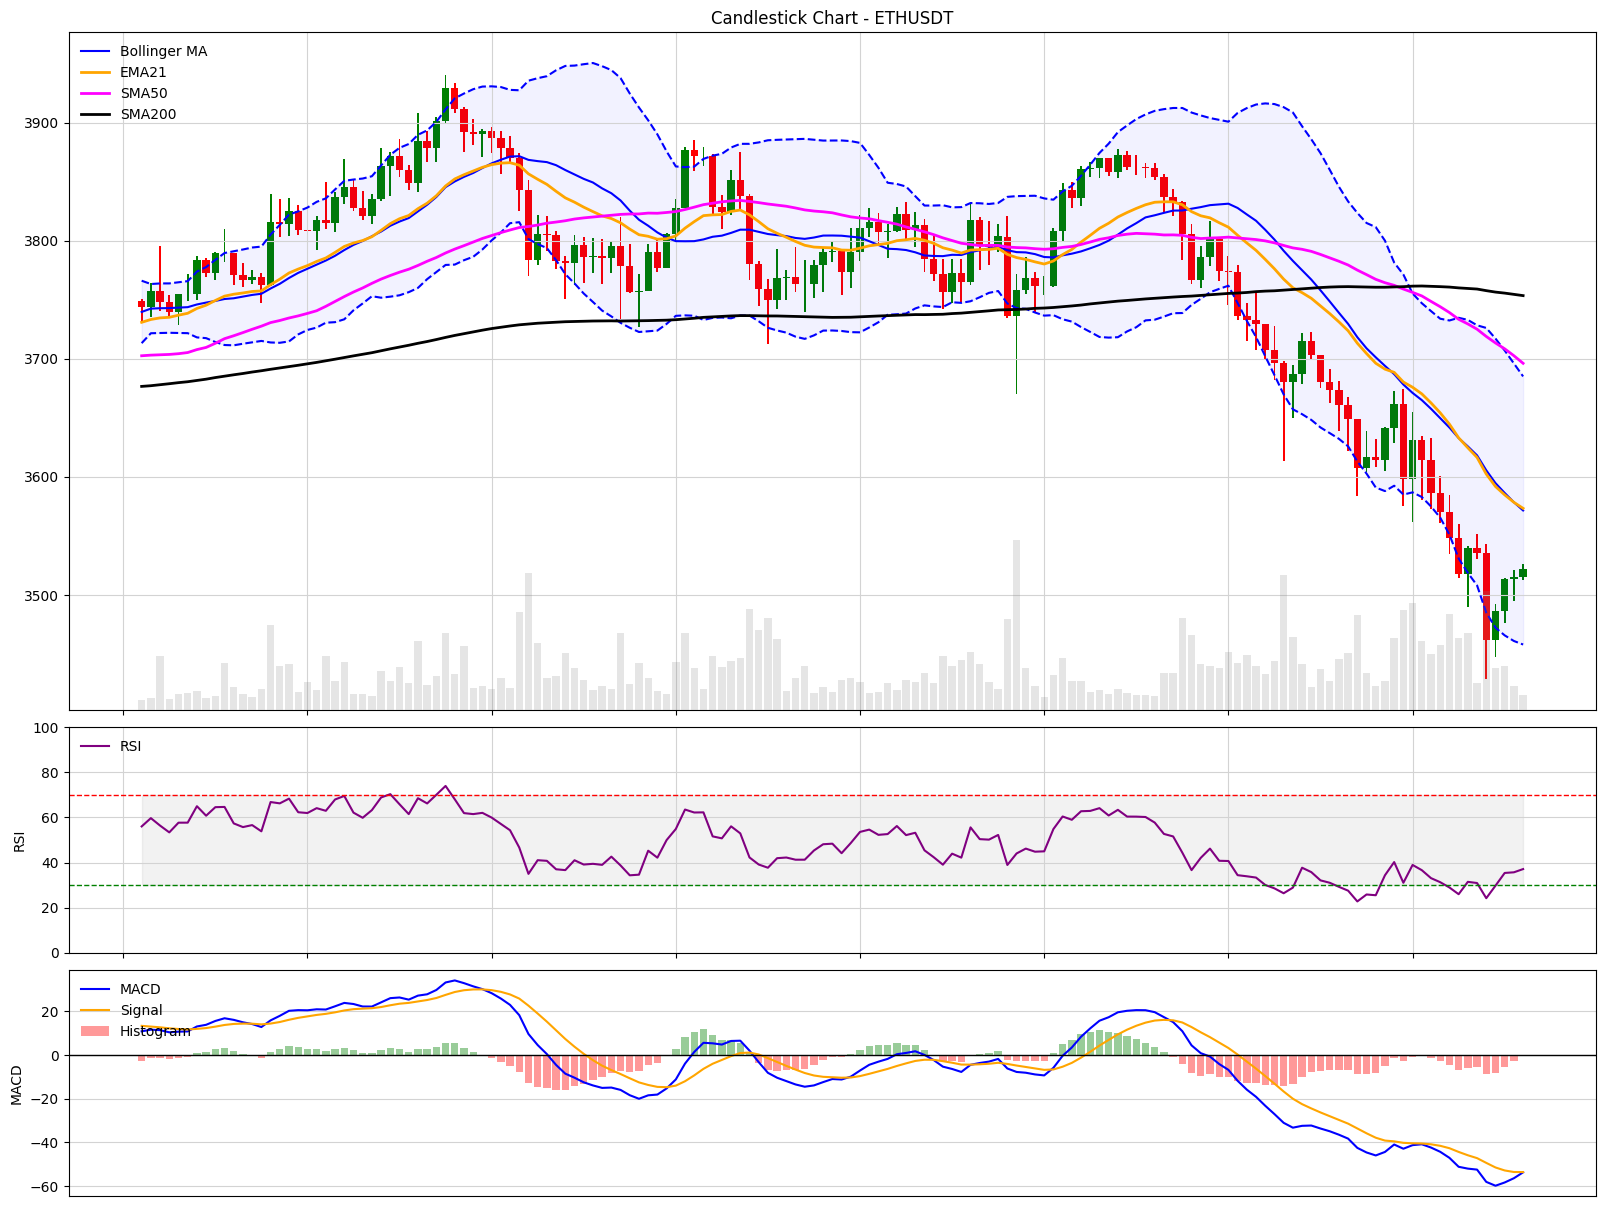 Candlestick Chart - ETHUSDT
Bollinger MA
EMA21
SMA50
SMA200
3900
3800
3700
3600
3500
RSI
100
80
60
40
20
0
RSI
MACD
Signal
Histogram
20
0
−20
−40
−60
MACD